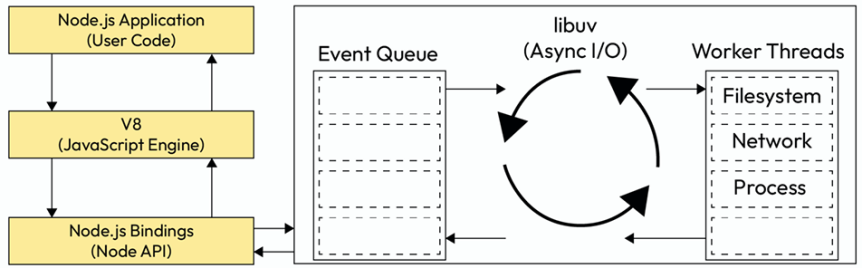 Node.js Application
(User Code)
V8
(JavaScript Engine)
Node.js Bindings
(Node API)
libuv
(Async I/O)
Event Queue
Worker Threads
Filesystem
Network
Process